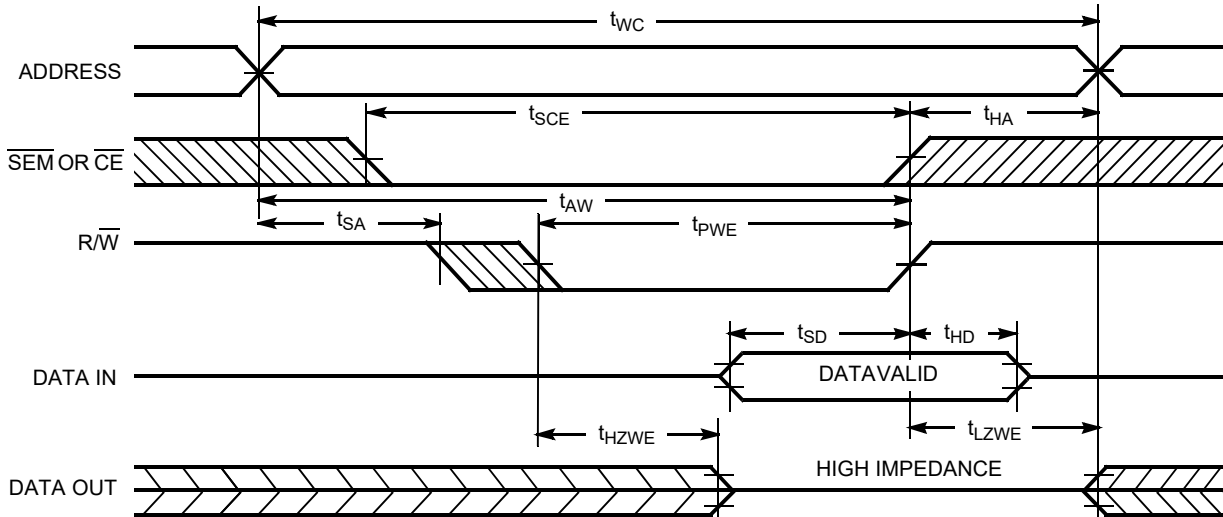 tWC
ADDRESS
tSCE
tHA
SEM OR CE
tAW
tSA
tPWE
R/W
tSD
tHD
DATA IN
DATAVALID
tHZWE
tLZWE
HIGH IMPEDANCE
DATA OUT